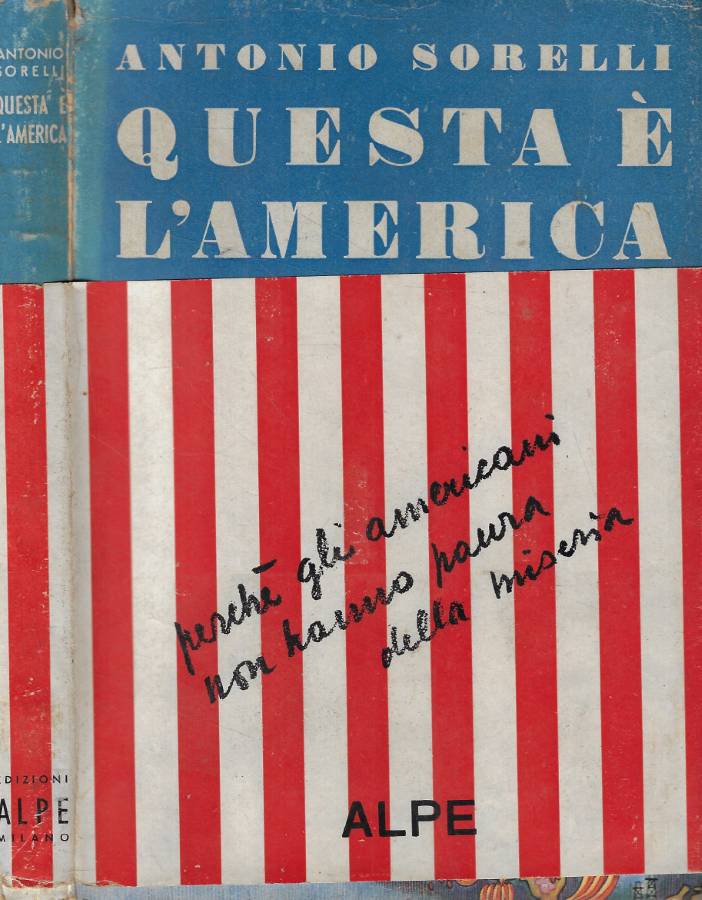 ANTONIO
SORELLI
QUESTA È
L'AMERICA
ANTONIO SORELLI
QUESTA È
L'AMERICA
perchè gli americani
non hanno paura
della miseria
EDIZIONI
ALPE
MILANO
ALPE